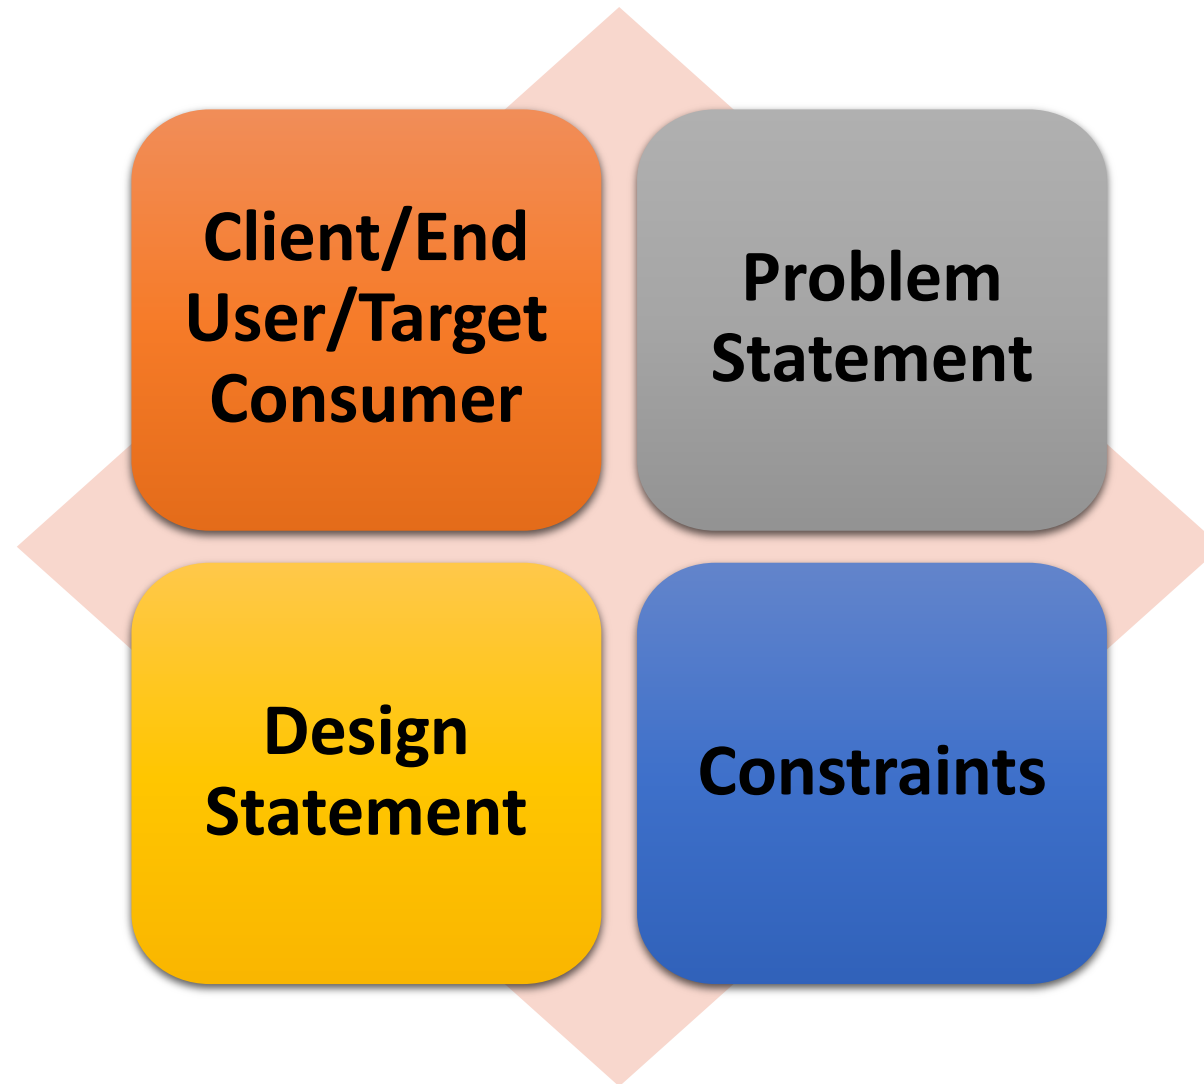 Client/End
User/Target
Consumer
Problem
Statement
Design
Statement
Constraints